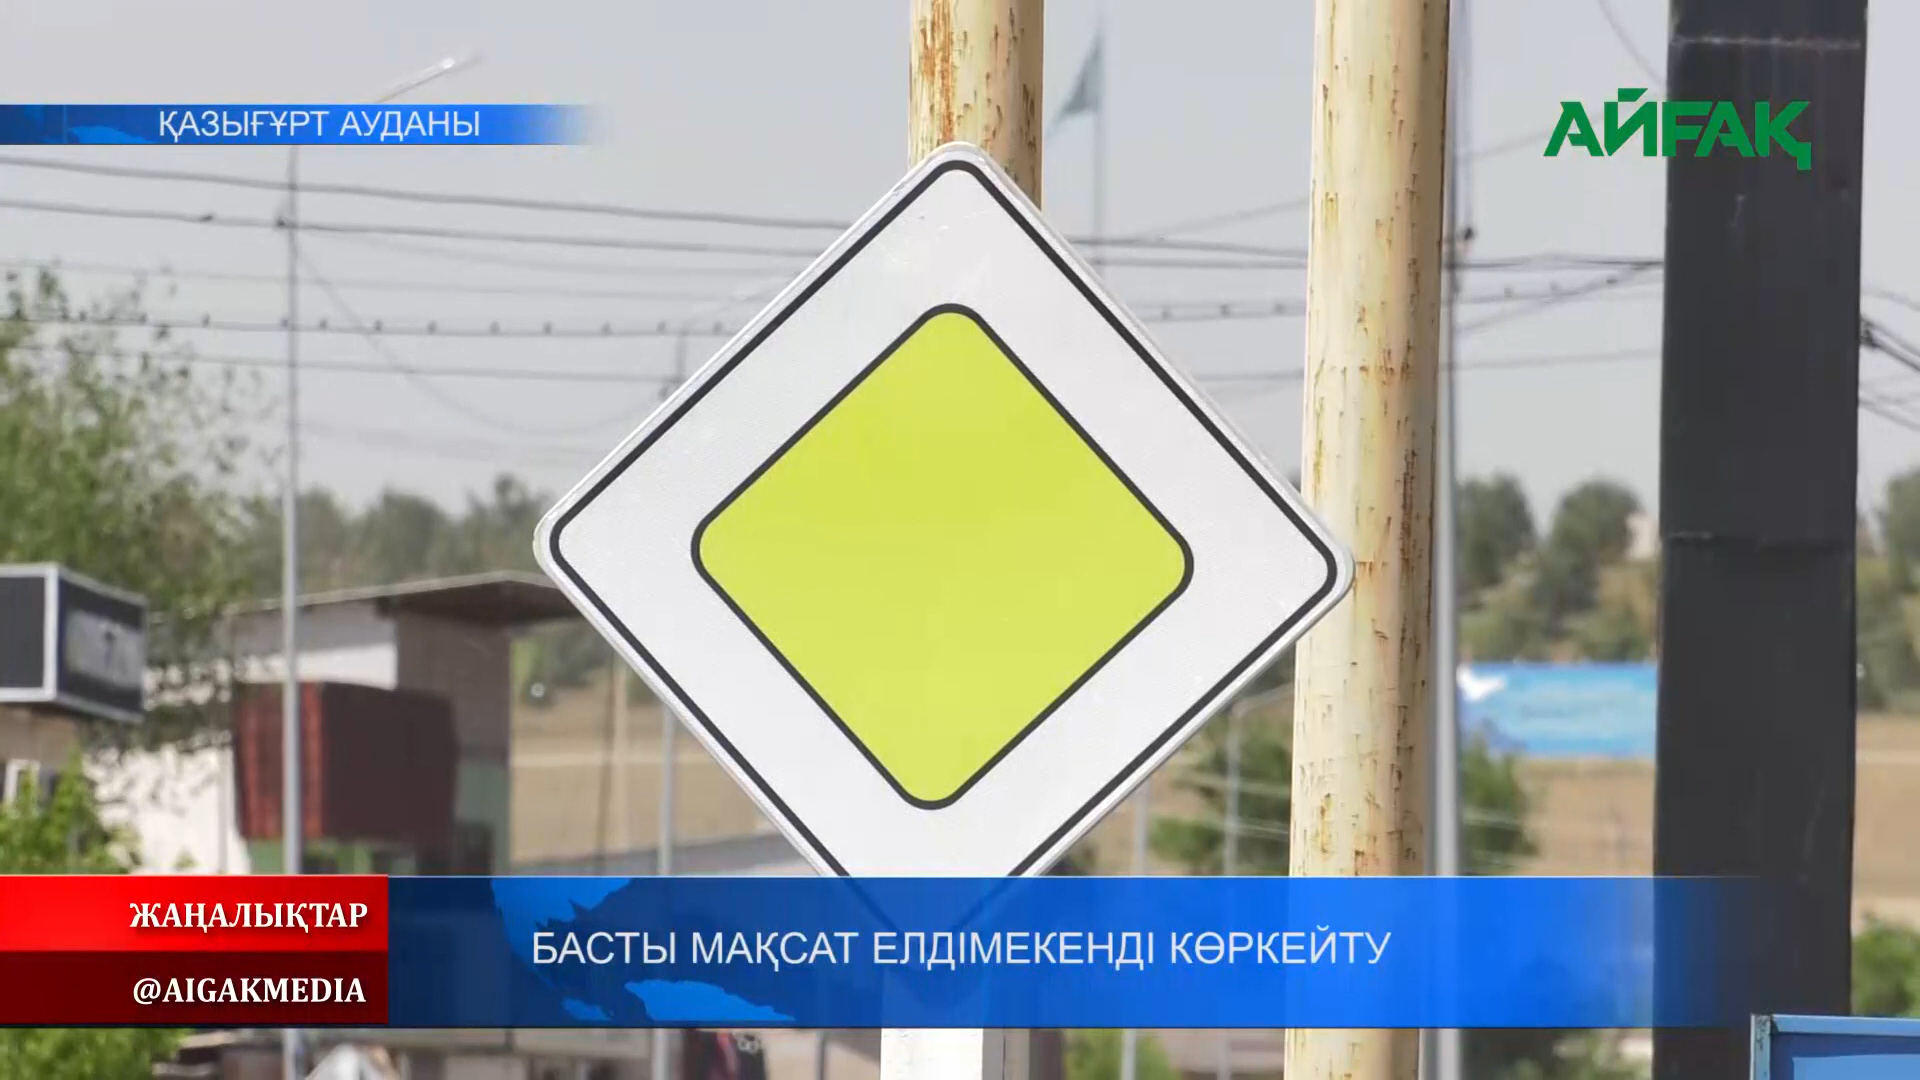 ҚАЗЫҒҰРТ АУДАНЫ
АЙҒАҚ
ЖАҢАЛЫҚТАР
@AIGAKMEDIA
БАСТЫ МАҚСАТ ЕЛДІМЕКЕНДІ КӨРКЕЙТУ